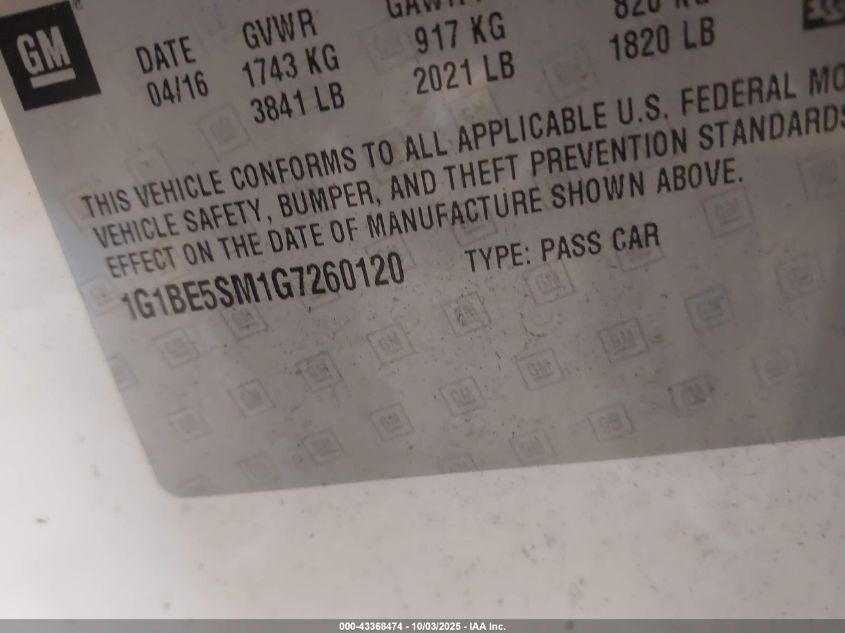 GM
DATE
04/16
GVWR
1743 KG
3841 LB
917 KG
2021 LB
1820 LB
THIS VEHICLE CONFORMS TO ALL APPLICABLE U.S. FEDERAL MO
VEHICLE SAFETY, BUMPER, AND THEFT PREVENTION STANDARDS
EFFECT ON THE DATE OF MANUFACTURE SHOWN ABOVE.
1G1BE5SM1G7260120
TYPE: PASS CAR
000-43368474 - 10/03/2025 - IAA Inc.